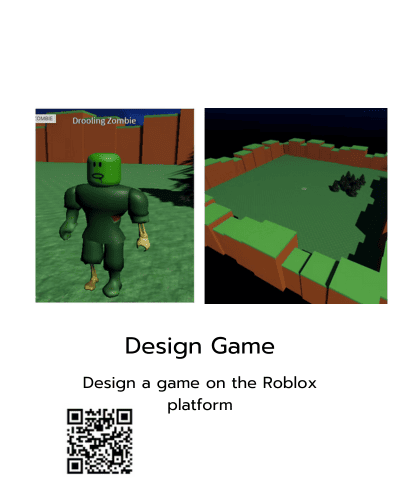 ZOMBIE
Drooling Zombie
Design Game
Design a game on the Roblox
platform